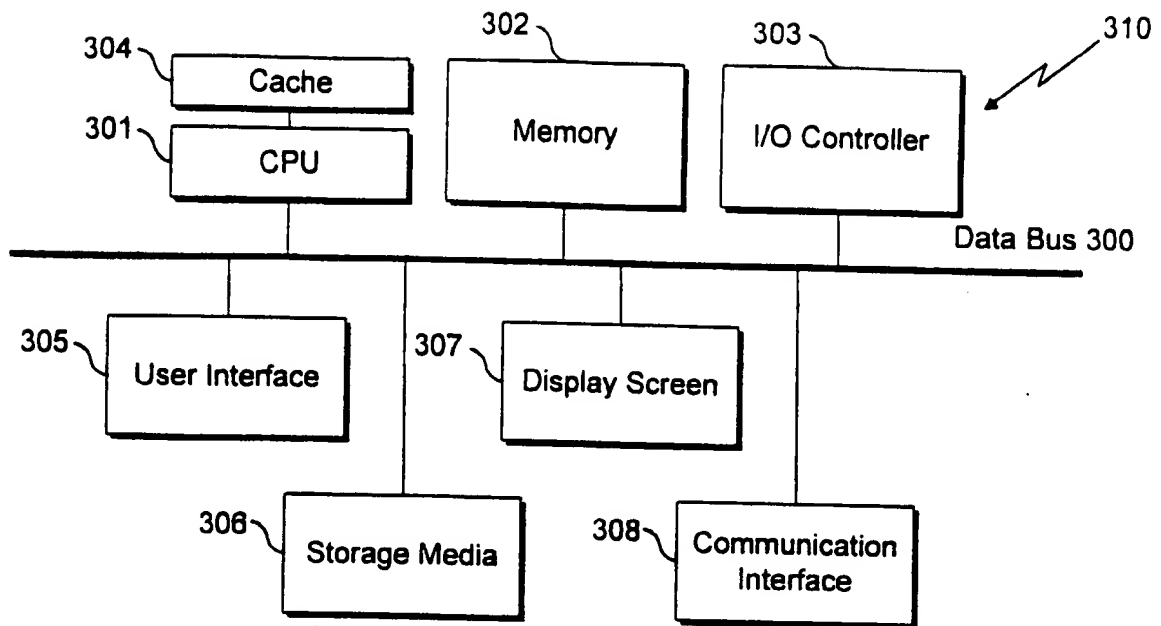 304
Cache
302
303
310
301
CPU
Memory
I/O Controller
Data Bus 300
305
User Interface
307
Display Screen
306
Storage Media
308
Communication
Interface